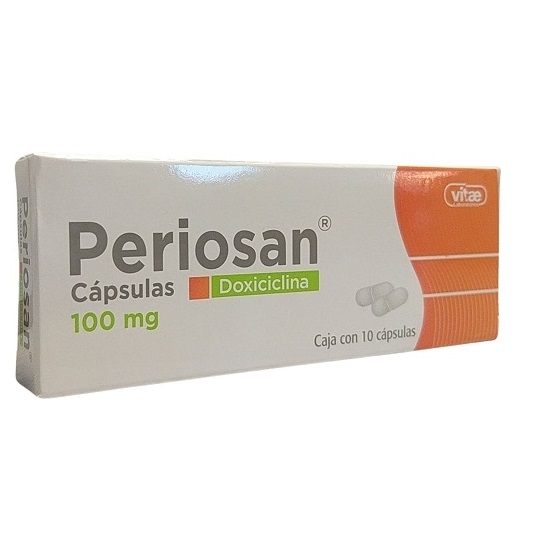 Periosan®
Cápsulas
Doxiciclina
100 mg
Caja con 10 cápsulas
vitae
Periosan®